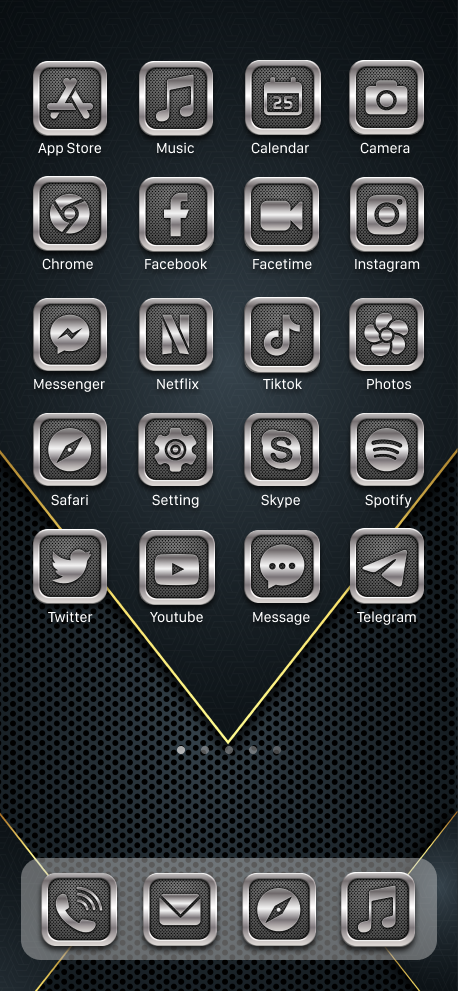 App Store Music Calendar Camera
Chrome Facebook Facetime Instagram
Messenger Netflix Tiktok Photos
Safari Setting Skype Spotify
Twitter Youtube Message Telegram
25